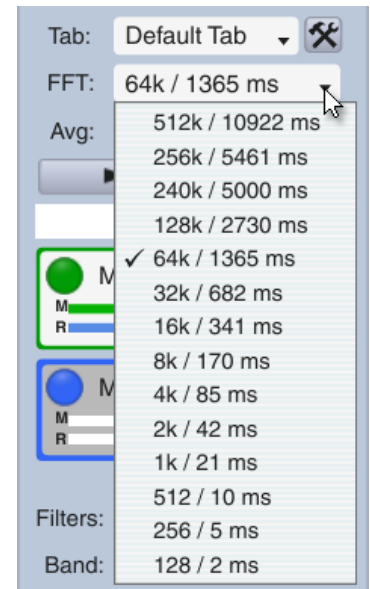 Tab: Default Tab
FFT: 64k / 1365 ms
Avg:
512k / 10922 ms
256k / 5461 ms
240k / 5000 ms
128k / 2730 ms
✓ 64k / 1365 ms
32k / 682 ms
16k / 341 ms
8k / 170 ms
4k / 85 ms
2k / 42 ms
1k / 21 ms
512 / 10 ms
256 / 5 ms
128 / 2 ms
M
M
R
M
M
R
Filters:
Band: